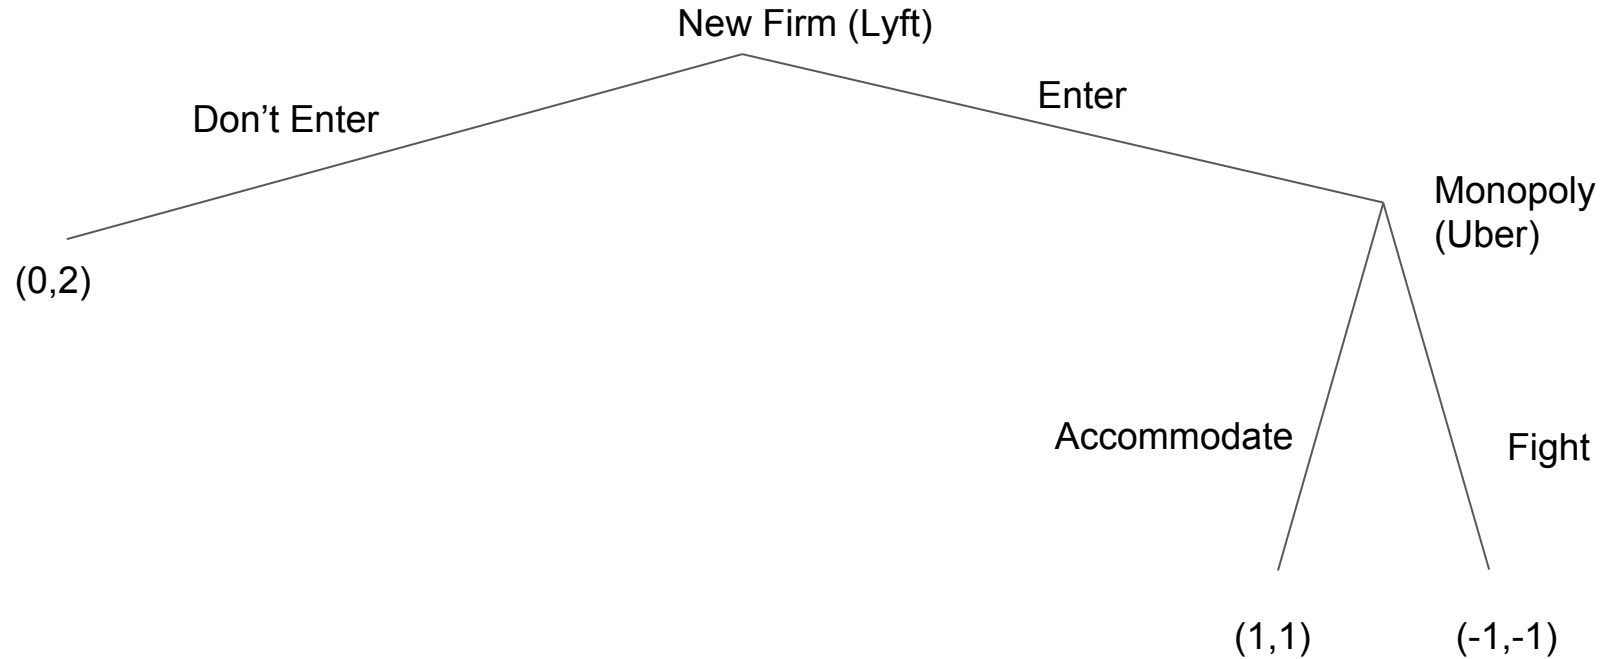 New Firm (Lyft)
Enter
Don’t Enter
Monopoly
(Uber)
(0,2)
Accommodate
Fight
(1,1)
(-1,-1)